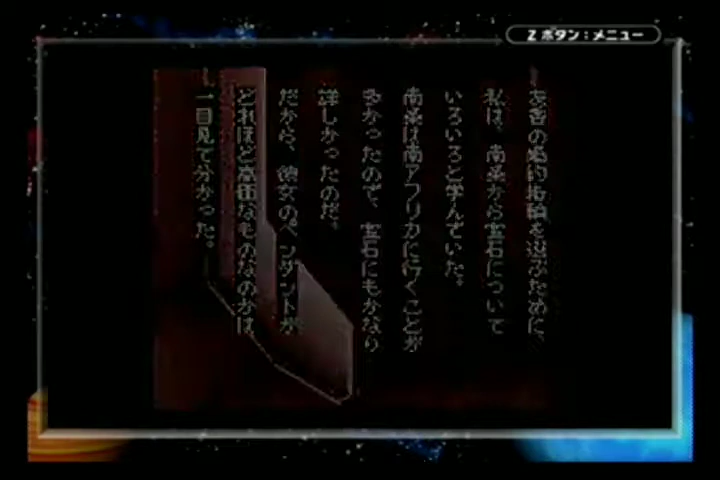 Zボタン:メニュー
友香の婚約指輪を選ぶために、
私は、南条から宝石について
いろいろと学んでいた。
南条は南アフリカに行くことが
多かったので、宝石にもかなり
詳しかったのだ。
だから、彼女のペンダントが
どれほど高価なものなのかは
一目見て分かった。